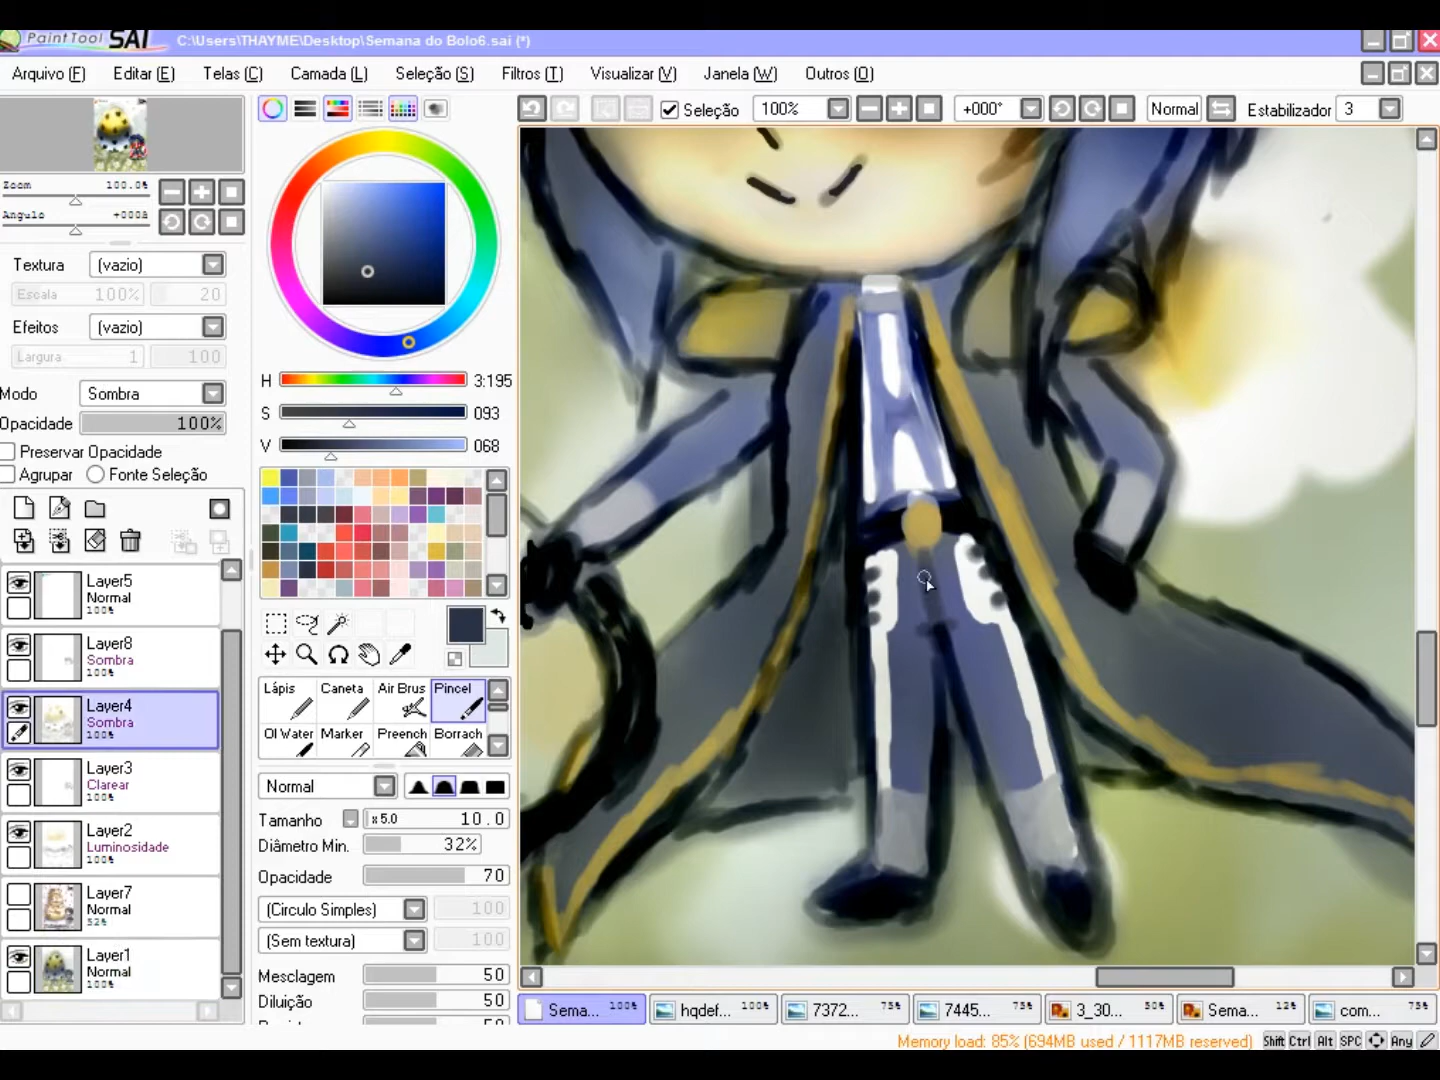 PaintTool SAI C:\Users\THAYME\Desktop\Semana do Bolo6.sai (*)
Arquivo (F) Editar (E) Telas (C) Camada (L) Seleção (S) Filtros (T) Visualizar (V) Janela (W) Outros (O)
Seleção 100% +000° Normal Estabilizador 3
Zoom 100.0%
Angulo +000a
Textura (vazio)
Escala 100% 20
Efeitos (vazio)
Largura 1 100
Modo Sombra
Opacidade 100%
Preservar Opacidade
Agrupar Fonte Seleção
Layer5
Normal
100%
Layer8
Sombra
100%
Layer4
Sombra
100%
Layer3
Clarear
100%
Layer2
Luminosidade
100%
Layer7
Normal
52%
Layer1
Normal
100%
H 3:195
S 093
V 068
Lápis Caneta Air Brus Pincel
Ol Water Marker Preench Borrach
Normal
Tamanho x 5.0 10.0
Diâmetro Min. 32%
Opacidade 70
(Circulo Simples) 100
(Sem textura) 100
Mesclagem 50
Diluição 50
Sema... 100% hqdef... 100% 7372... 75% 7445... 75% 3_30... 50% Sema... 12% com... 75%
Memory load: 85% (694MB used / 1117MB reserved) Shift Ctrl Alt SPC Any